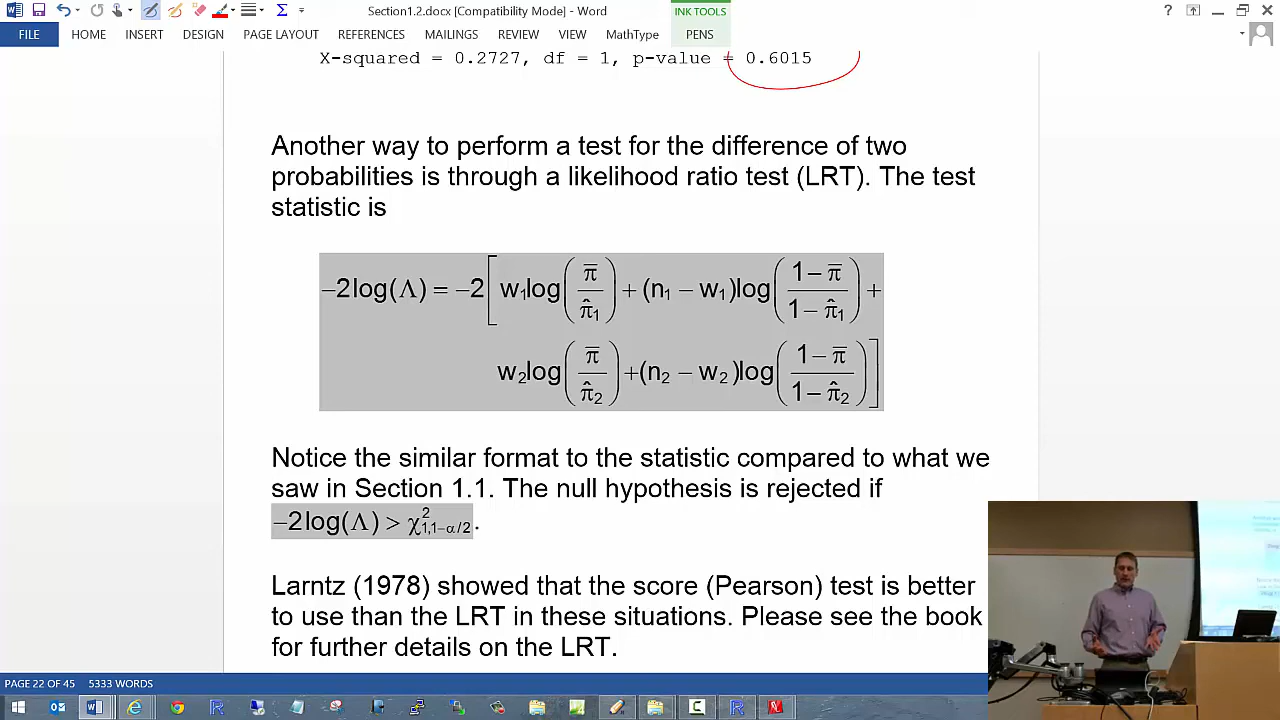 Section1.2.docx [Compatibility Mode] - Word
INK TOOLS
FILE HOME INSERT DESIGN PAGE LAYOUT REFERENCES MAILINGS REVIEW VIEW MathType PENS
X-squared = 0.2727, df = 1, p-value = 0.6015
Another way to perform a test for the difference of two
probabilities is through a likelihood ratio test (LRT). The test
statistic is
−2log(Λ) = −2[w₁log(π̅/π̂₁) + (n₁ − w₁)log((1− π̅)/(1− π̂₁)) +
w₂log(π̅/π̂₂) + (n₂ − w₂)log((1− π̅)/(1− π̂₂))]
Notice the similar format to the statistic compared to what we
saw in Section 1.1. The null hypothesis is rejected if
−2log(Λ) > χ²₁,₁₋α/₂.
Larntz (1978) showed that the score (Pearson) test is better
to use than the LRT in these situations. Please see the book
for further details on the LRT.
PAGE 22 OF 45 5333 WORDS